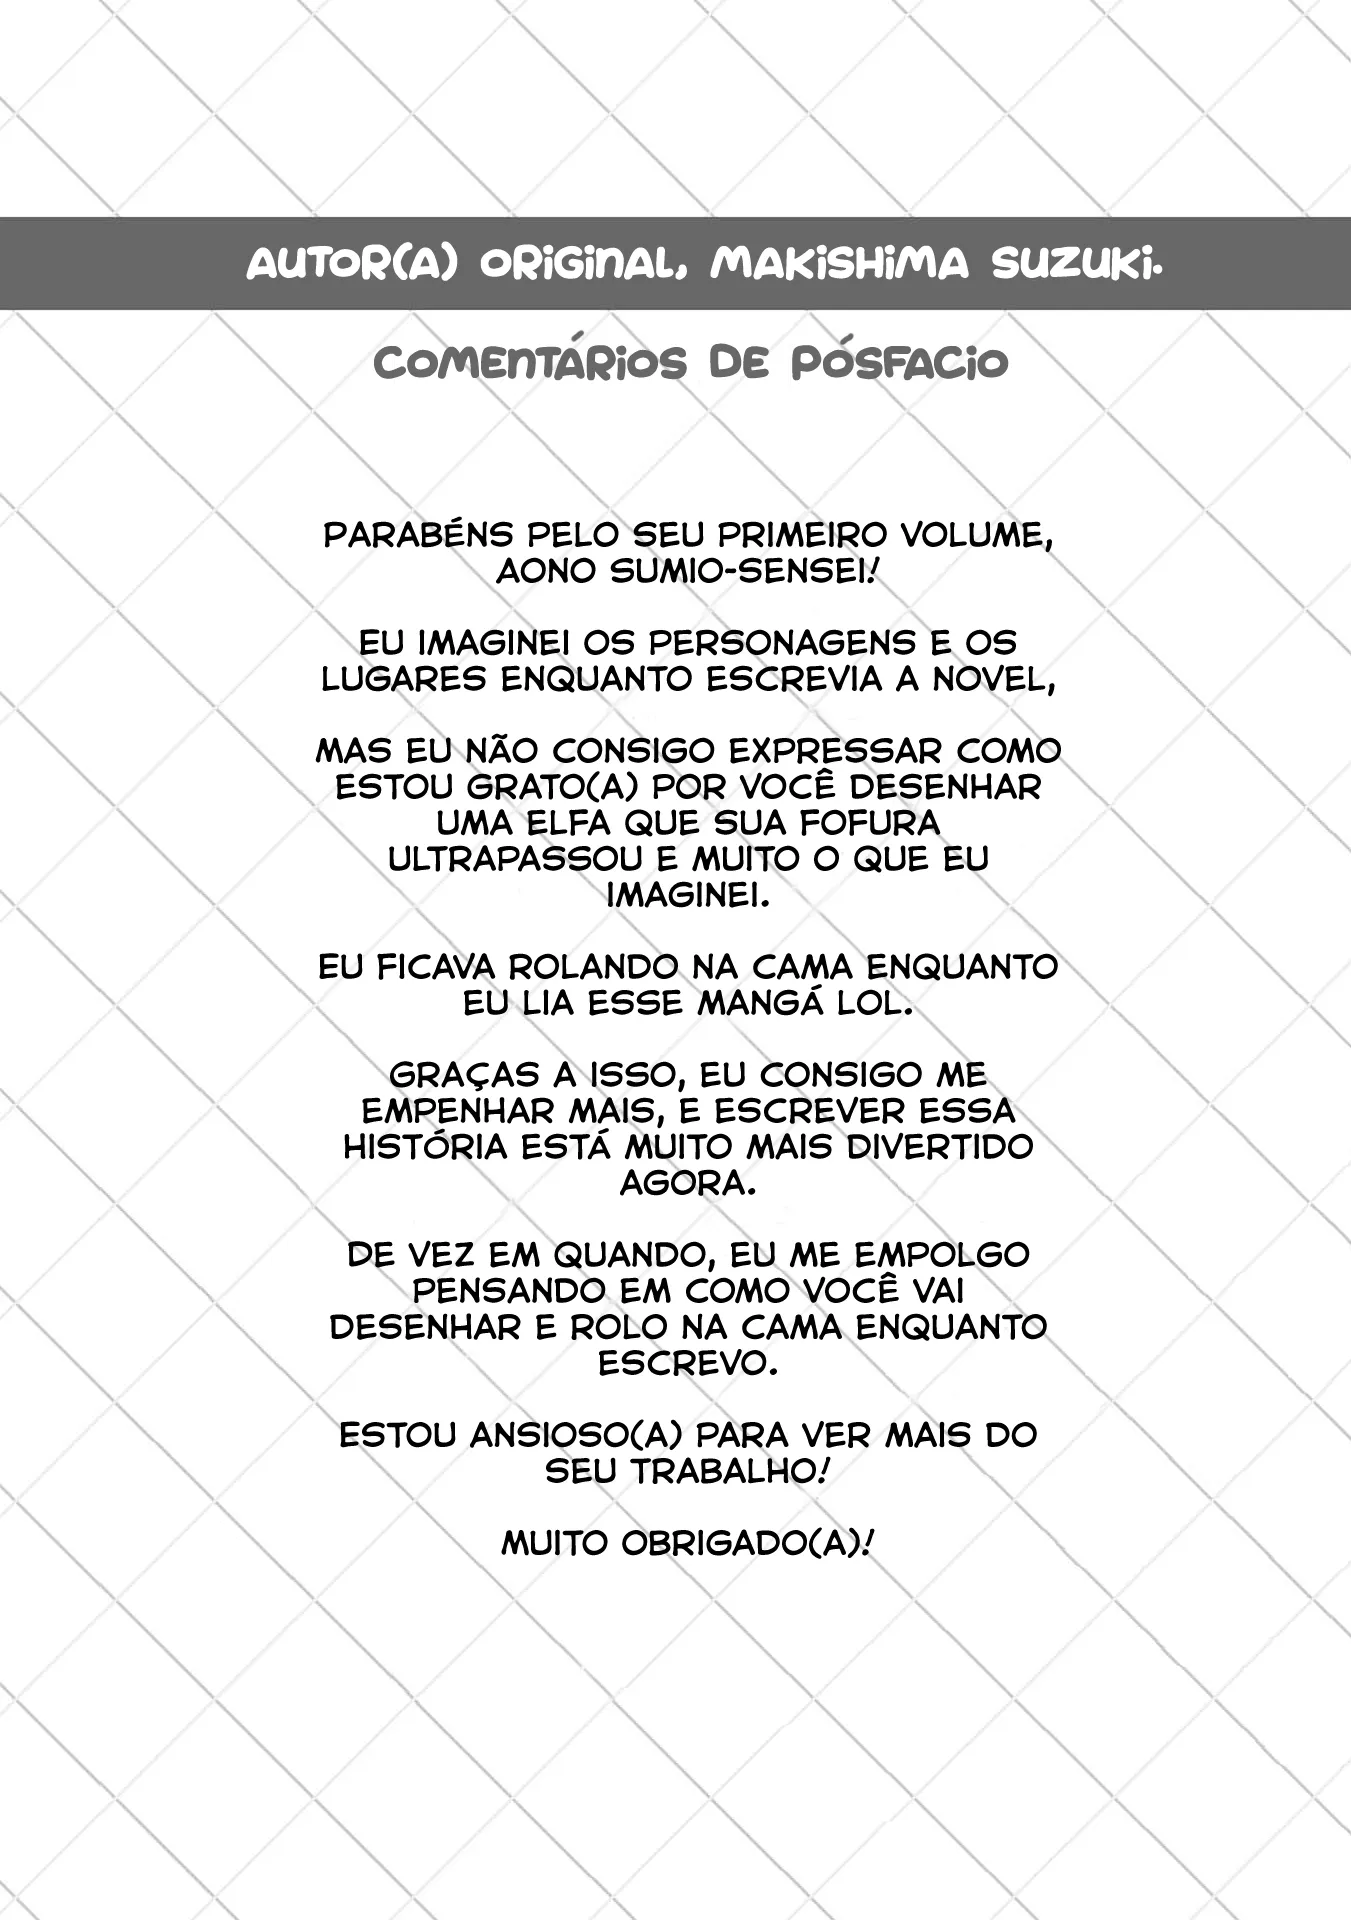 AUTOR(A) ORIGINAL, MAKISHIMA SUZUKI.
COMENTÁRIOS DE PÓSFACIO
PARABÉNS PELO SEU PRIMEIRO VOLUME,
AONO SUMIO-SENSEI!
EU IMAGINEI OS PERSONAGENS E OS
LUGARES ENQUANTO ESCREVIA A NOVEL,
MAS EU NÃO CONSIGO EXPRESSAR COMO
ESTOU GRATO(A) POR VOCÊ DESENHAR
UMA ELFA QUE SUA FOFURA
ULTRAPASSOU E MUITO O QUE EU
IMAGINEI.
EU FICAVA ROLANDO NA CAMA ENQUANTO
EU LIA ESSE MANGÁ LOL.
GRAÇAS A ISSO, EU CONSIGO ME
EMPENHAR MAIS, E ESCREVER ESSA
HISTÓRIA ESTÁ MUITO MAIS DIVERTIDO
AGORA.
DE VEZ EM QUANDO, EU ME EMPOLGO
PENSANDO EM COMO VOCÊ VAI
DESENHAR E ROLO NA CAMA ENQUANTO
ESCREVO.
ESTOU ANSIOSO(A) PARA VER MAIS DO
SEU TRABALHO!
MUITO OBRIGADO(A)!